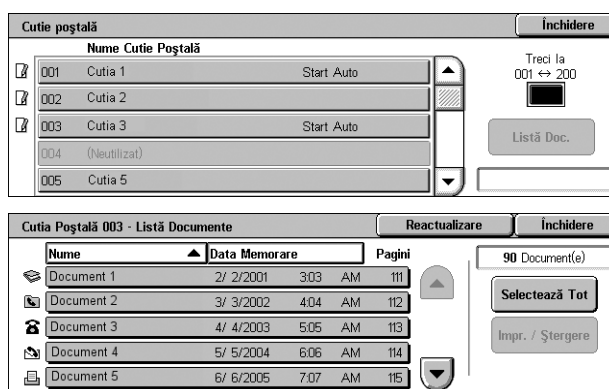 Cutie poştală Închidere
Nume Cutie Poştală
Treci la
001 ↔ 200
001 Cutia 1 Start Auto
002 Cutia 2
003 Cutia 3 Start Auto
Listă Doc.
004 (Neutilizat)
005 Cutia 5
Cutia Poştală 003 - Listă Documente Reactualizare Închidere
Nume Data Memorare Pagini
90 Document(e)
Document 1 2/ 2/2001 3:03 AM 111
Document 2 3/ 3/2002 4:04 AM 112
Selectează Tot
Document 3 4/ 4/2003 5:05 AM 113
Impr. / Ştergere
Document 4 5/ 5/2004 6:06 AM 114
Document 5 6/ 6/2005 7:07 AM 115